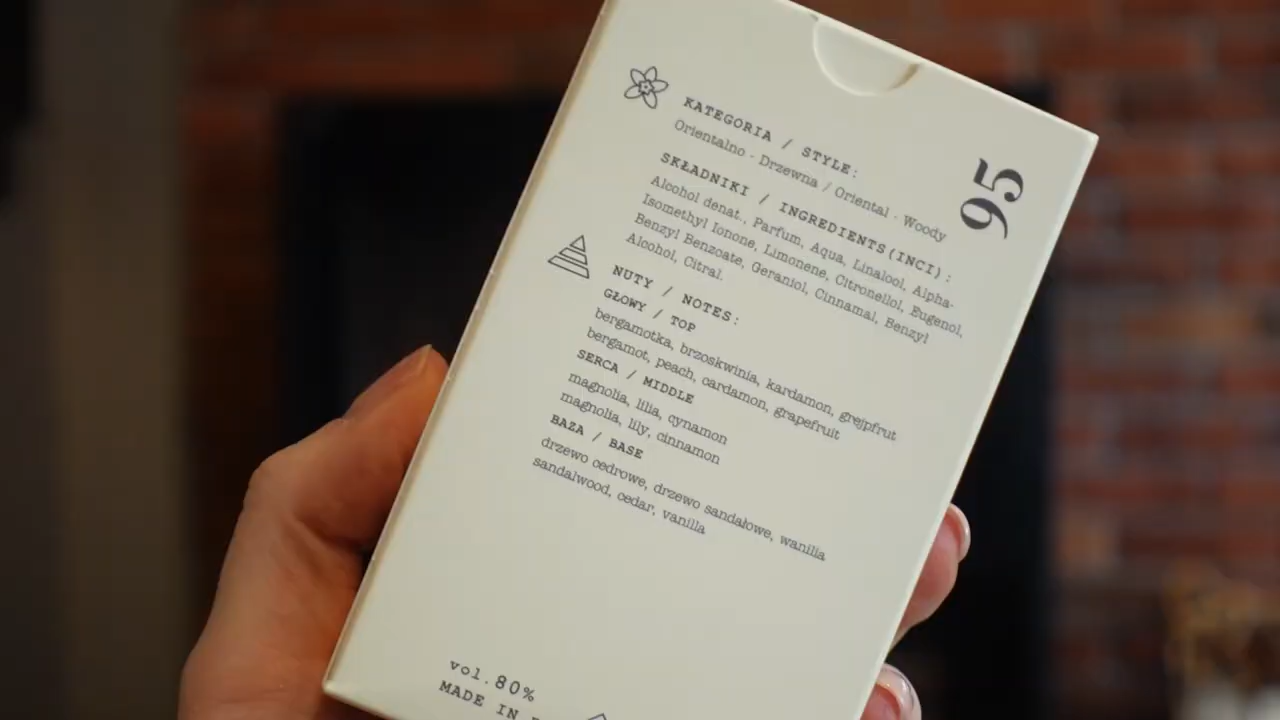 KATEGORIA / STYLE:
Orientalno - Drzewna / Oriental - Woody
95
SKŁADNIKI / INGREDIENTS(INCI):
Alcohol denat., Parfum, Aqua, Linalool, Alpha-
Isomethyl Ionone, Limonene, Citronellol, Eugenol,
Benzyl Benzoate, Geraniol, Cinnamal, Benzyl
Alcohol, Citral.
NUTY / NOTES:
GŁOWY / TOP
bergamotka, brzoskwinia, kardamon, grejpfrut
bergamot, peach, cardamon, grapefruit
SERCA / MIDDLE
magnolia, lilia, cynamon
magnolia, lily, cinnamon
BAZA / BASE
drzewo cedrowe, drzewo sandałowe, wanilia
sandalwood, cedar, vanilla
vol.80%
MADE IN